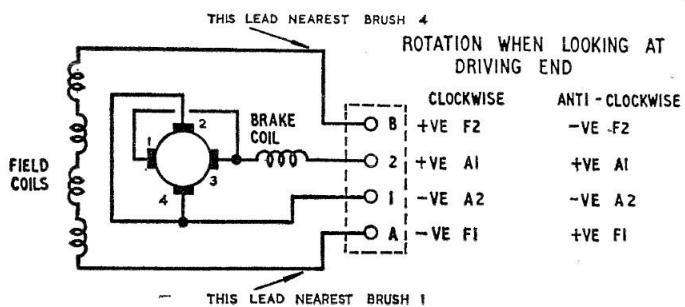 THIS LEAD NEAREST BRUSH 4
ROTATION WHEN LOOKING AT
DRIVING END
CLOCKWISE ANTI - CLOCKWISE
BRAKE
COIL
FIELD
COILS
1
2
3
4
B +VE F2 -VE F2
2 +VE A1 +VE A1
1 -VE A2 -VE A2
A -VE F1 +VE F1
THIS LEAD NEAREST BRUSH 1